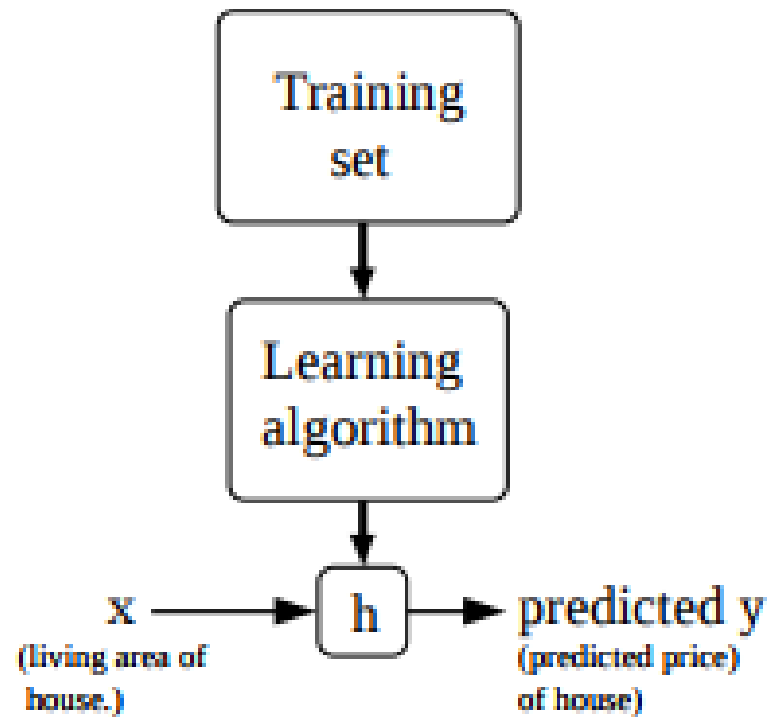 Training
set
Learning
algorithm
x
h
predicted y
(living area of
house.)
(predicted price)
of house)